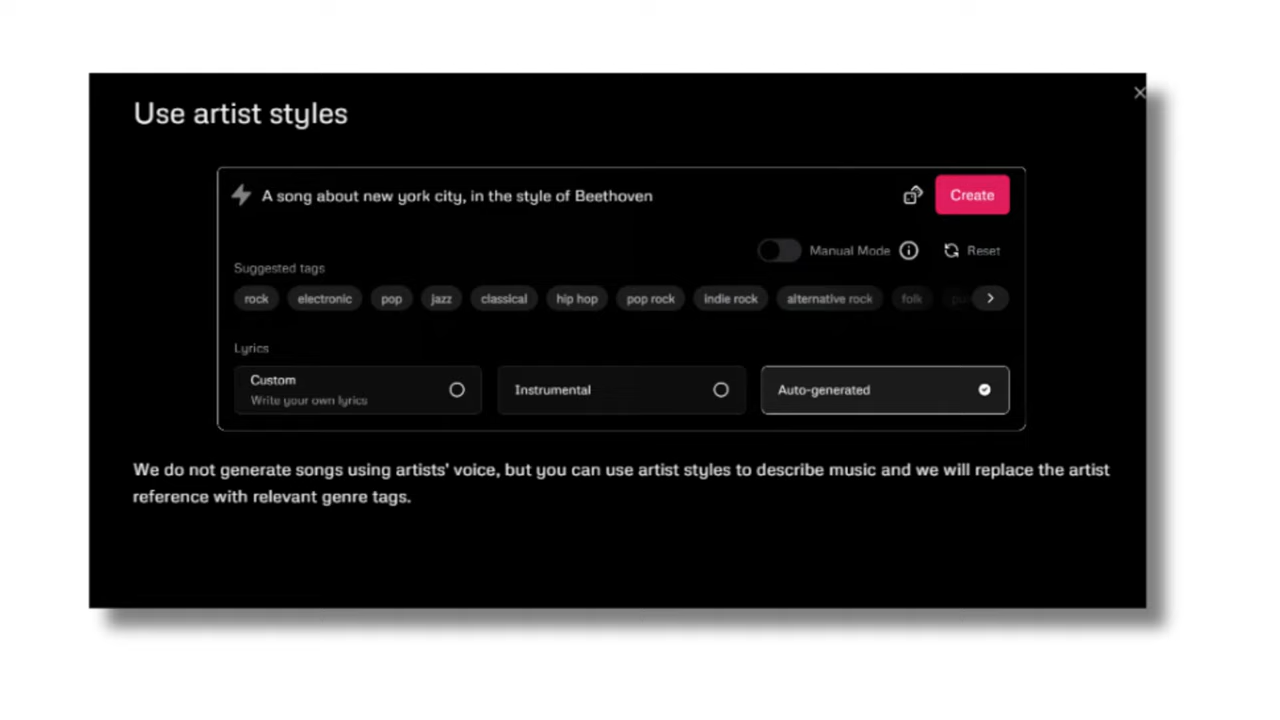 Use artist styles
A song about new york city, in the style of Beethoven
Create
Manual Mode
Reset
Suggested tags
rock electronic pop jazz classical hip hop pop rock indie rock alternative rock folk
Lyrics
Custom
Write your own lyrics
Instrumental
Auto-generated
We do not generate songs using artists' voice, but you can use artist styles to describe music and we will replace the artist
reference with relevant genre tags.